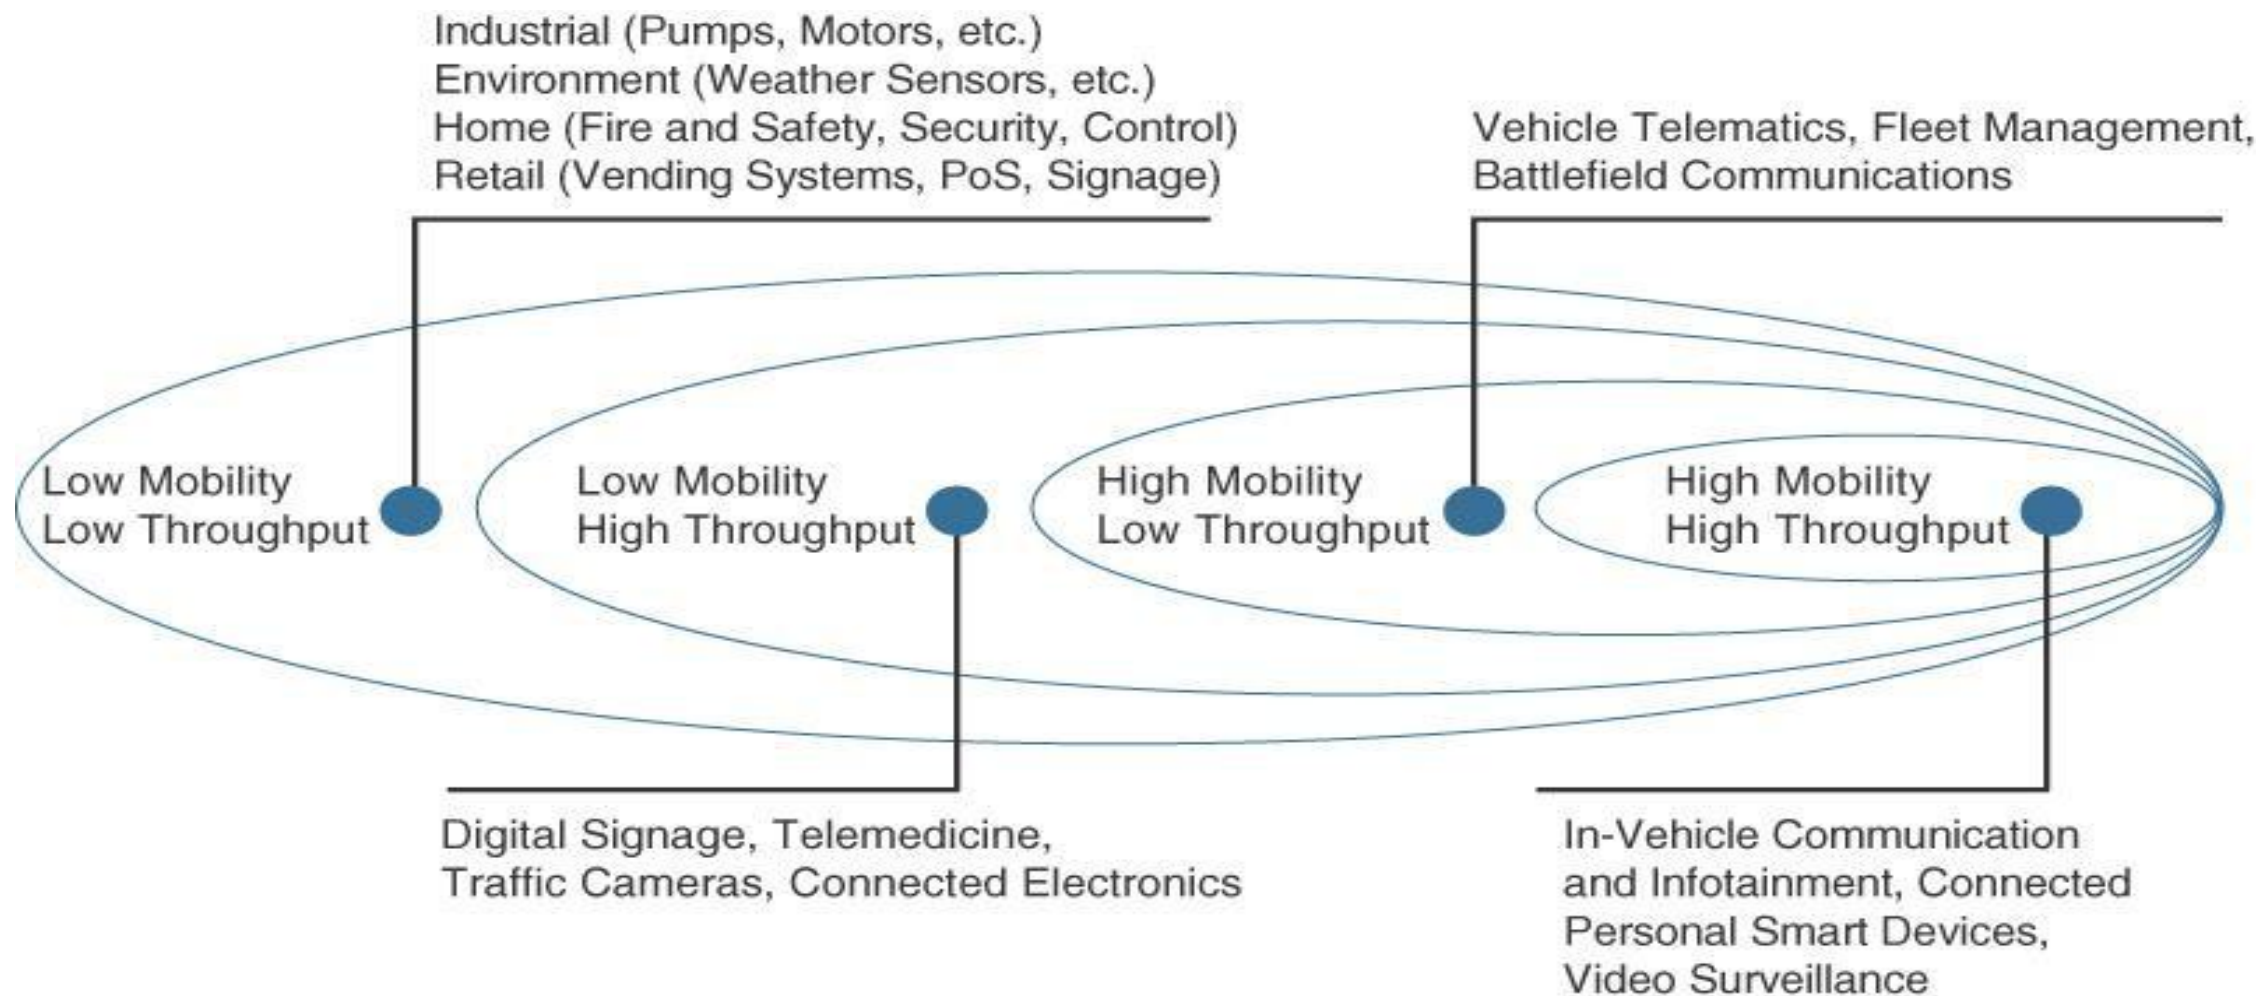 Industrial (Pumps, Motors, etc.)
Environment (Weather Sensors, etc.)
Home (Fire and Safety, Security, Control)
Retail (Vending Systems, PoS, Signage)
Vehicle Telematics, Fleet Management,
Battlefield Communications
Low Mobility
Low Throughput
Low Mobility
High Throughput
High Mobility
Low Throughput
High Mobility
High Throughput
Digital Signage, Telemedicine,
Traffic Cameras, Connected Electronics
In-Vehicle Communication
and Infotainment, Connected
Personal Smart Devices,
Video Surveillance